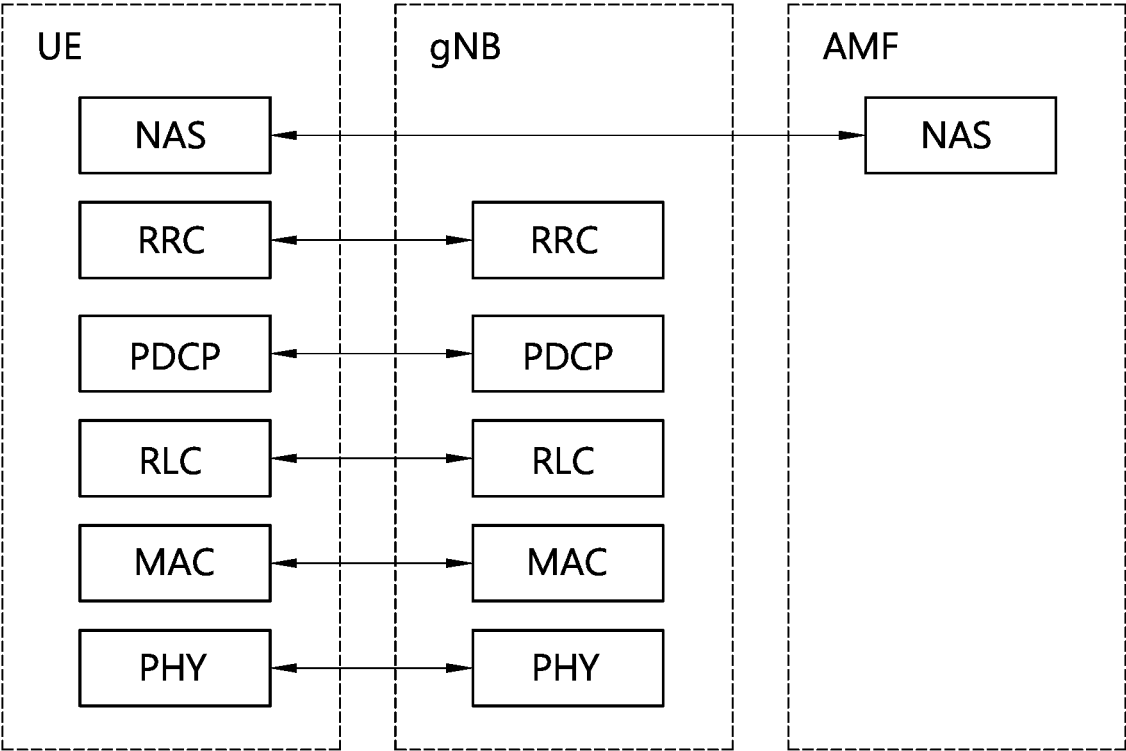 UE
gNB
AMF
NAS
NAS
RRC
RRC
PDCP
PDCP
RLC
RLC
MAC
MAC
PHY
PHY